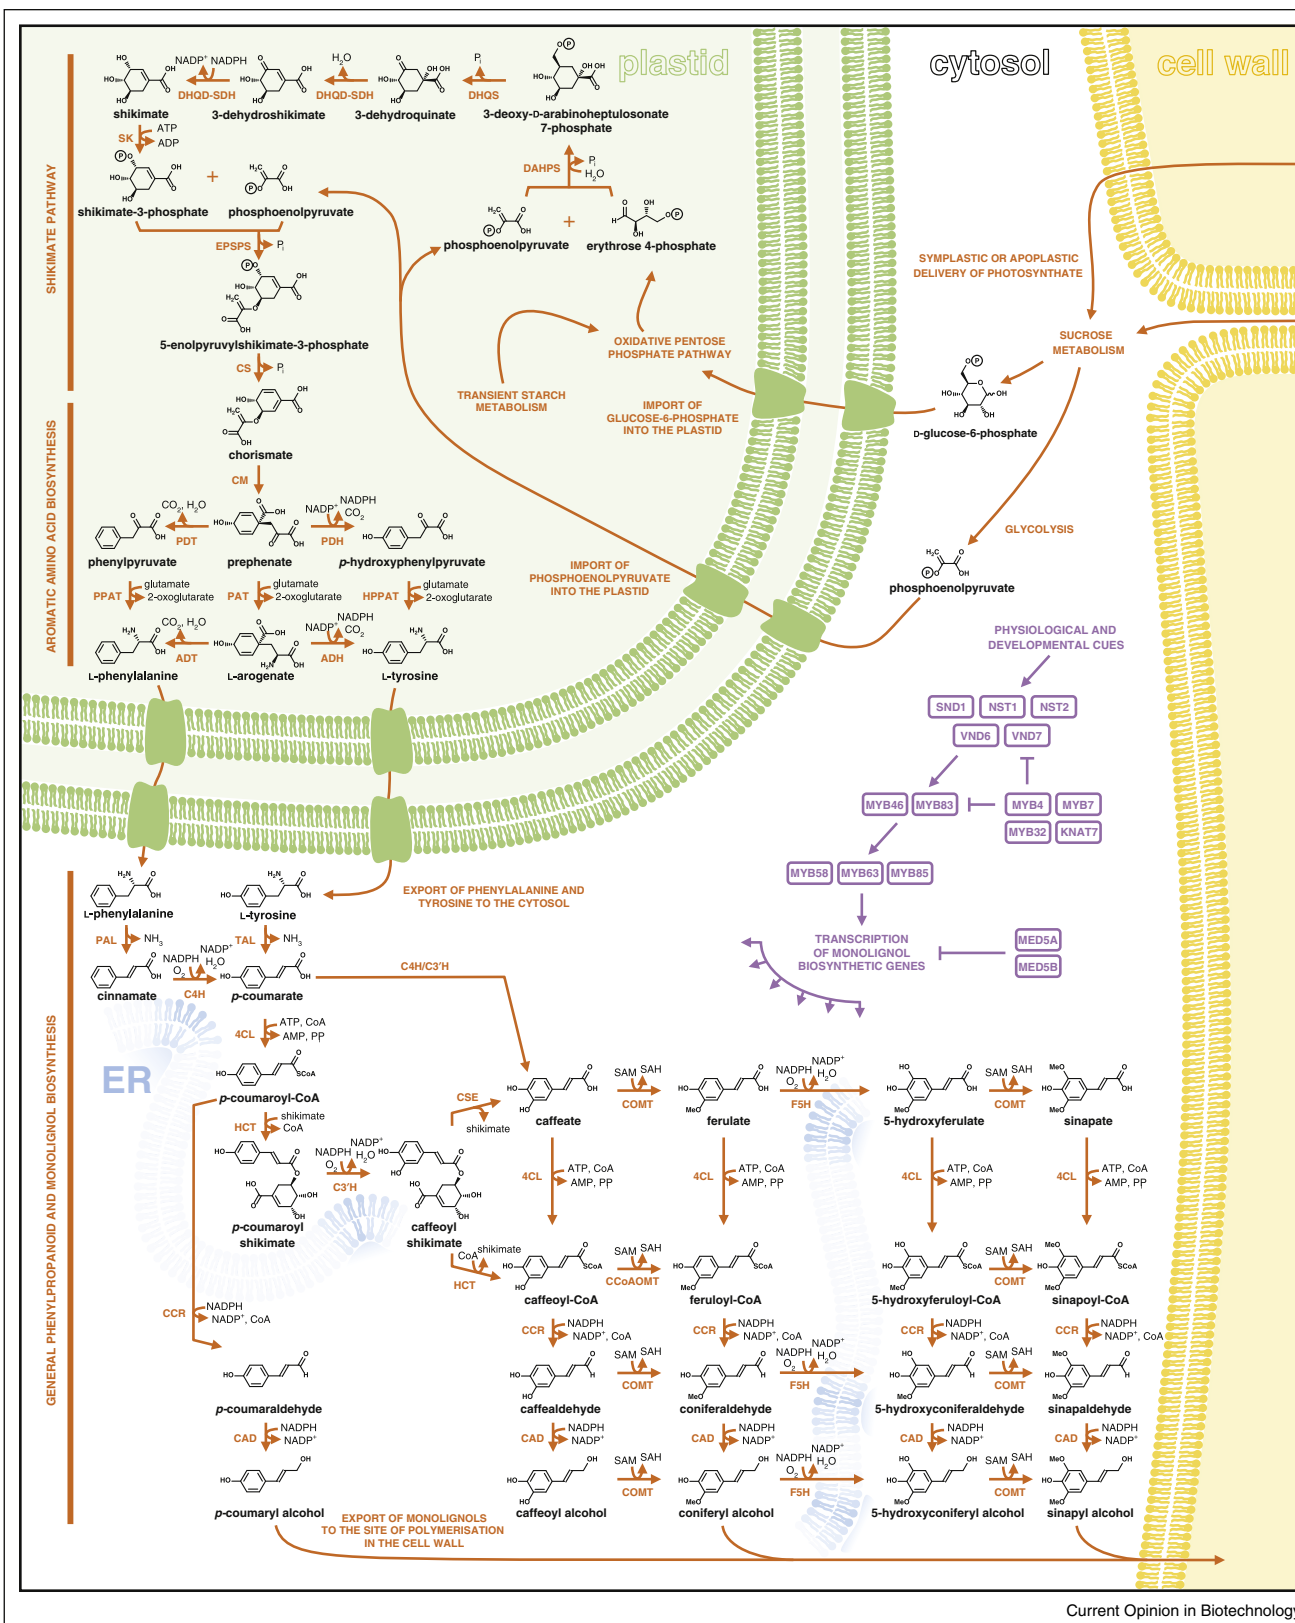 plastid
cytosol
cell wall
SHIKIMATE PATHWAY
NADP+ NADPH
H2O
Pi
DHQD-SDH
DHQD-SDH
DHQS
shikimate
3-dehydroshikimate
3-dehydroquinate
3-deoxy-D-arabinoheptulosonate
7-phosphate
SK
ATP
ADP
DAHPS
Pi
H2O
shikimate-3-phosphate
+
phosphoenolpyruvate
phosphoenolpyruvate
+
erythrose 4-phosphate
EPSPS
Pi
5-enolpyruvylshikimate-3-phosphate
CS
Pi
chorismate
OXIDATIVE PENTOSE
PHOSPHATE PATHWAY
TRANSIENT STARCH
METABOLISM
IMPORT OF
GLUCOSE-6-PHOSPHATE
INTO THE PLASTID
SYMPLASTIC OR APOPLASTIC
DELIVERY OF PHOTOSYNTHATE
SUCROSE
METABOLISM
D-glucose-6-phosphate
GLYCOLYSIS
phosphoenolpyruvate
IMPORT OF
PHOSPHOENOLPYRUVATE
INTO THE PLASTID
AROMATIC AMINO ACID BIOSYNTHESIS
CM
CO2, H2O
PDT
NADP+
NADPH
CO2
PDH
phenylpyruvate
prephenate
p-hydroxyphenylpyruvate
PPAT
glutamate
2-oxoglutarate
PAT
glutamate
2-oxoglutarate
HPPAT
glutamate
2-oxoglutarate
CO2, H2O
ADT
NADP+
NADPH
CO2
ADH
L-phenylalanine
L-arogenate
L-tyrosine
PHYSIOLOGICAL AND
DEVELOPMENTAL CUES
SND1
NST1
NST2
VND6
VND7
MYB46
MYB83
MYB4
MYB7
MYB32
KNAT7
MYB58
MYB63
MYB85
TRANSCRIPTION
OF MONOLIGNOL
BIOSYNTHETIC GENES
MED5A
MED5B
GENERAL PHENYLPROPANOID AND MONOLIGNOL BIOSYNTHESIS
EXPORT OF PHENYLALANINE AND
TYROSINE TO THE CYTOSOL
L-phenylalanine
L-tyrosine
PAL
NH3
TAL
NH3
NADPH
O2
NADP+
H2O
C4H
cinnamate
p-coumarate
C4H/C3′H
4CL
ATP, CoA
AMP, PPi
ER
p-coumaroyl-CoA
HCT
shikimate
CoA
NADPH
O2
NADP+
H2O
C3′H
p-coumaroyl
shikimate
caffeoyl
shikimate
CSE
shikimate
CoA
shikimate
HCT
caffeate
SAM
SAH
COMT
ferulate
NADPH
O2
NADP+
H2O
F5H
5-hydroxyferulate
SAM
SAH
COMT
sinapate
4CL
ATP, CoA
AMP, PPi
4CL
ATP, CoA
AMP, PPi
4CL
ATP, CoA
AMP, PPi
4CL
ATP, CoA
AMP, PPi
caffeoyl-CoA
SAM
SAH
CCoAOMT
feruloyl-CoA
5-hydroxyferuloyl-CoA
SAM
SAH
COMT
sinapoyl-CoA
CCR
NADPH
NADP+, CoA
CCR
NADPH
NADP+, CoA
CCR
NADPH
NADP+, CoA
CCR
NADPH
NADP+, CoA
CCR
NADPH
NADP+, CoA
p-coumaraldehyde
caffealdehyde
SAM
SAH
COMT
coniferaldehyde
NADPH
O2
NADP+
H2O
F5H
5-hydroxyconiferaldehyde
SAM
SAH
COMT
sinapaldehyde
CAD
NADPH
NADP+
CAD
NADPH
NADP+
CAD
NADPH
NADP+
CAD
NADPH
NADP+
CAD
NADPH
NADP+
p-coumaryl alcohol
caffeoyl alcohol
SAM
SAH
COMT
coniferyl alcohol
NADPH
O2
NADP+
H2O
F5H
5-hydroxyconiferyl alcohol
SAM
SAH
COMT
sinapyl alcohol
EXPORT OF MONOLIGNOLS
TO THE SITE OF POLYMERISATION
IN THE CELL WALL
Current Opinion in Biotechnology